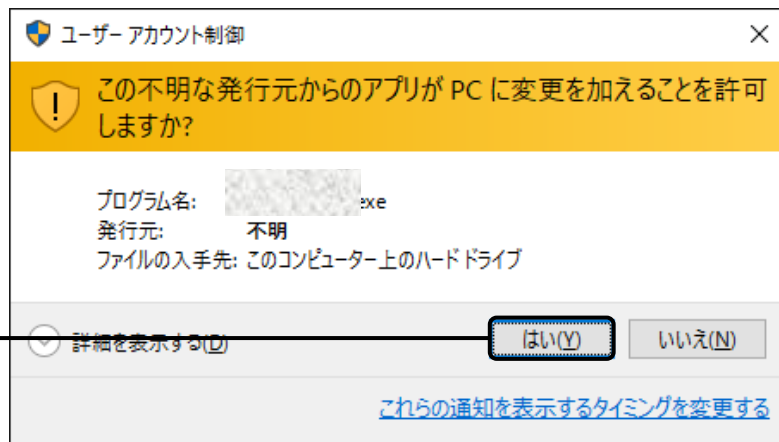 ユーザー アカウント制御
この不明な発行元からのアプリが PC に変更を加えることを許可
しますか?
プログラム名: exe
発行元: 不明
ファイルの入手先: このコンピューター上のハード ドライブ
詳細を表示する(D)
はい(Y) いいえ(N)
これらの通知を表示するタイミングを変更する